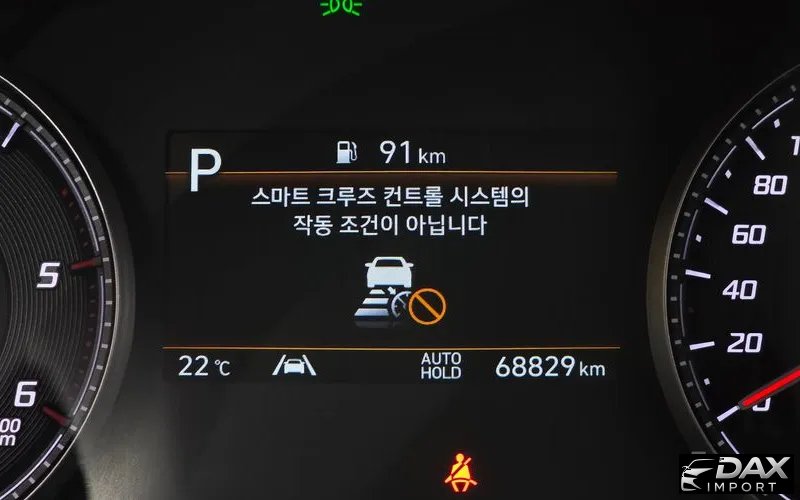 P
91 km
스마트 크루즈 컨트롤 시스템의
작동 조건이 아닙니다
22 °C
AUTO
HOLD
68829 km
5
6
80
60
40
20
0
DAX
IMPORT